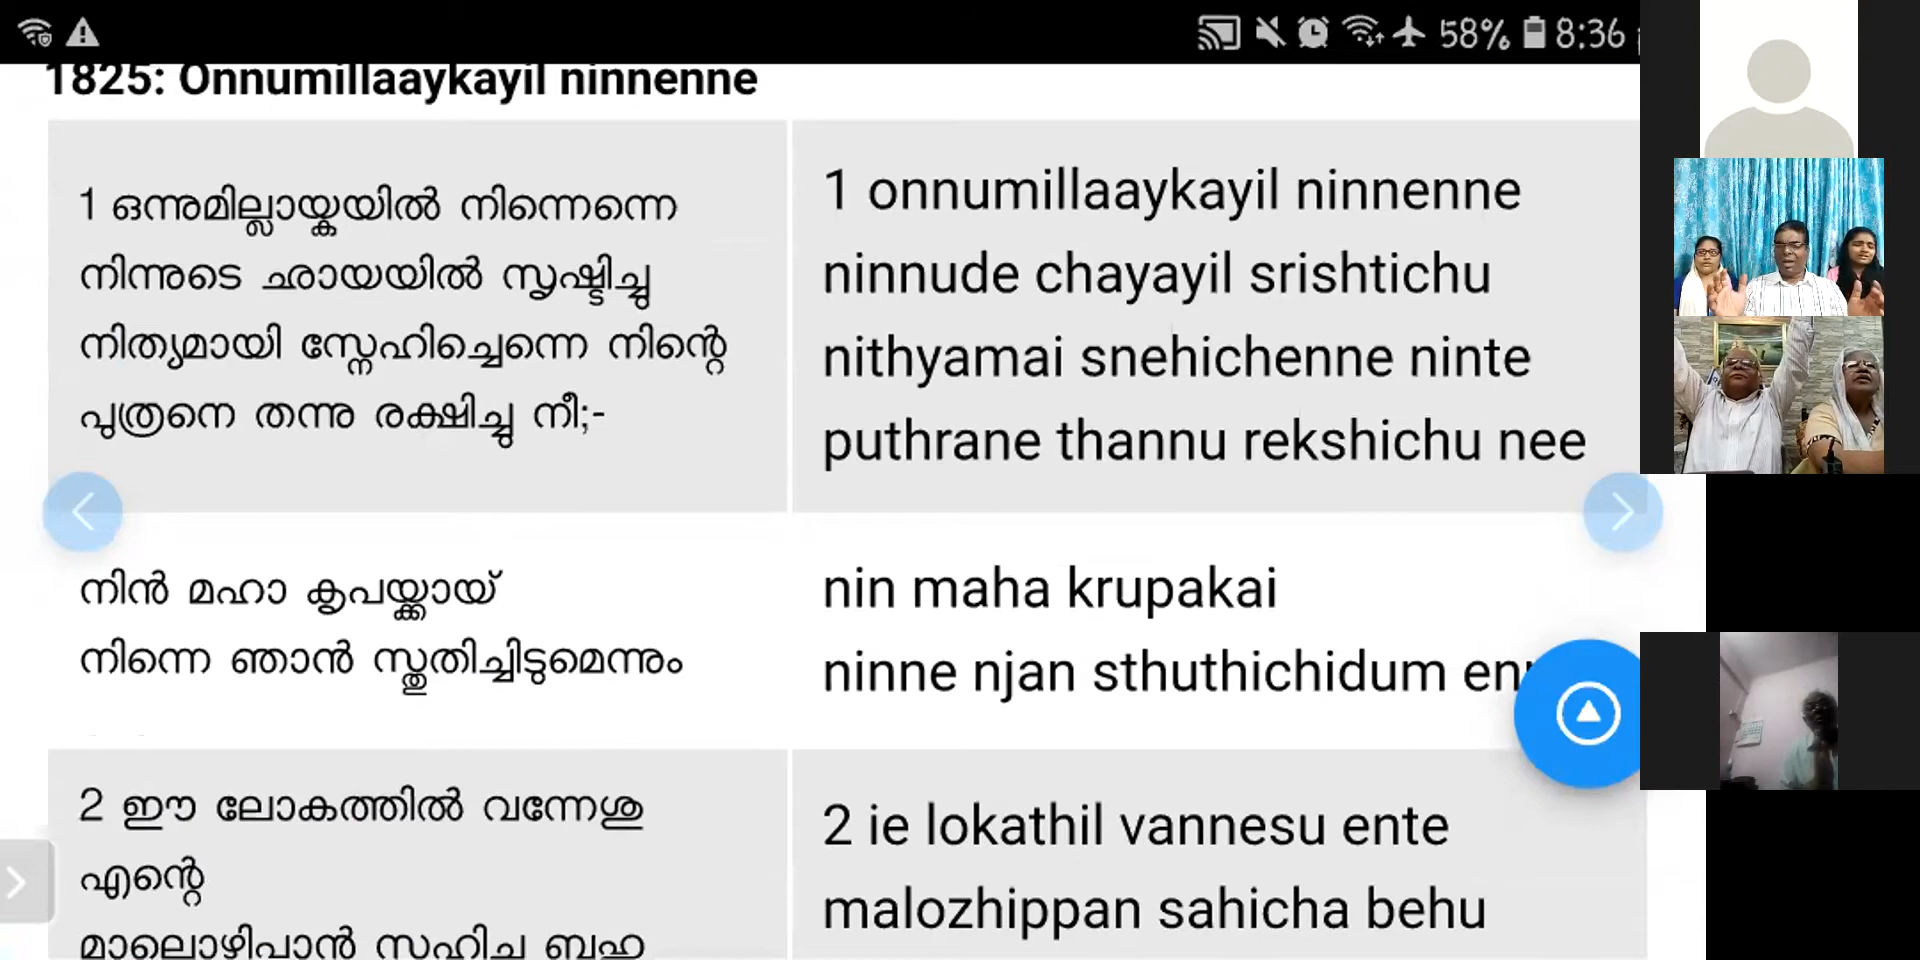 58% 8:36
1825: Onnumillaaykayil ninnenne
1 ഒന്നുമില്ലായ്കയിൽ നിന്നെന്നെ
നിന്നുടെ ഛായയിൽ സൃഷ്ടിച്ചു
നിത്യമായി സ്നേഹിച്ചെന്നെ നിന്റെ
പുത്രനെ തന്നു രക്ഷിച്ചു നീ;-
1 onnumillaaykayil ninnenne
ninnude chayayil srishtichu
nithyamai snehichenne ninte
puthrane thannu rekshichu nee
നിൻ മഹാ കൃപയ്ക്കായ്
നിന്നെ ഞാൻ സ്തുതിച്ചിടുമെന്നും
nin maha krupakai
ninne njan sthuthichidum
2 ഈ ലോകത്തിൽ വന്നേശു
എന്റെ
മാലൊഴിപാൻ സഹിച ബഹു
2 ie lokathil vannesu ente
malozhippan sahicha behu